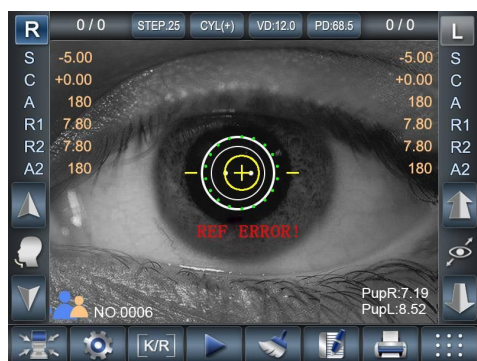 R 0 / 0 STEP.25 CYL(+) VD:12.0 PD:68.5 0 / 0 L
S -5.00 -5.00 S
C +0.00 +0.00 C
A 180 180 A
R1 7.80 7.80 R1
R2 7.80 7.80 R2
A2 180 180 A2
REF ERROR!
PupR:7.19
NO:0006 PupL:8.52
K/R